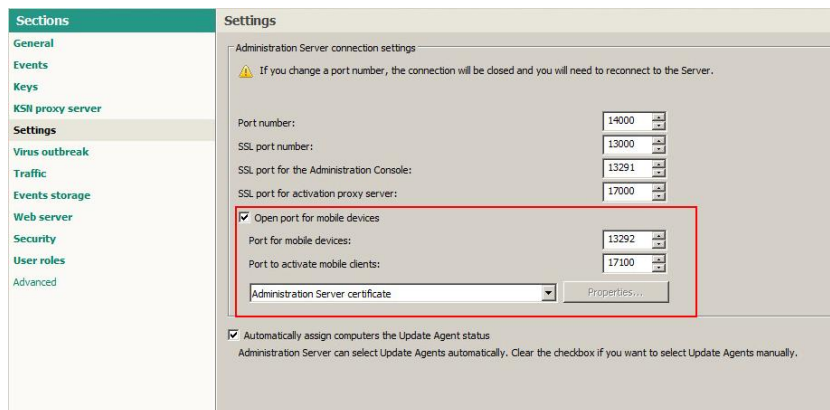 Sections
General
Events
Keys
KSN proxy server
Settings
Virus outbreak
Traffic
Events storage
Web server
Security
User roles
Advanced
Settings
Administration Server connection settings
If you change a port number, the connection will be closed and you will need to reconnect to the Server.
Port number: 14000
SSL port number: 13000
SSL port for the Administration Console: 13291
SSL port for activation proxy server: 17000
Open port for mobile devices
Port for mobile devices: 13292
Port to activate mobile clients: 17100
Administration Server certificate Properties...
Automatically assign computers the Update Agent status
Administration Server can select Update Agents automatically. Clear the checkbox if you want to select Update Agents manually.